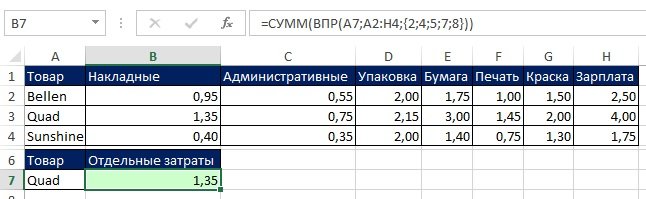 B7 =СУММ(ВПР(A7;A2:H4;{2;4;5;7;8}))
A B C D E F G H
1 Товар Накладные Административные Упаковка Бумага Печать Краска Зарплата
2 Bellen 0,95 0,55 2,00 1,75 1,00 1,50 2,50
3 Quad 1,35 0,75 2,15 3,00 1,45 2,00 4,00
4 Sunshine 0,40 0,35 2,00 1,40 0,75 1,30 1,75
6 Товар Отдельные затраты
7 Quad 1,35